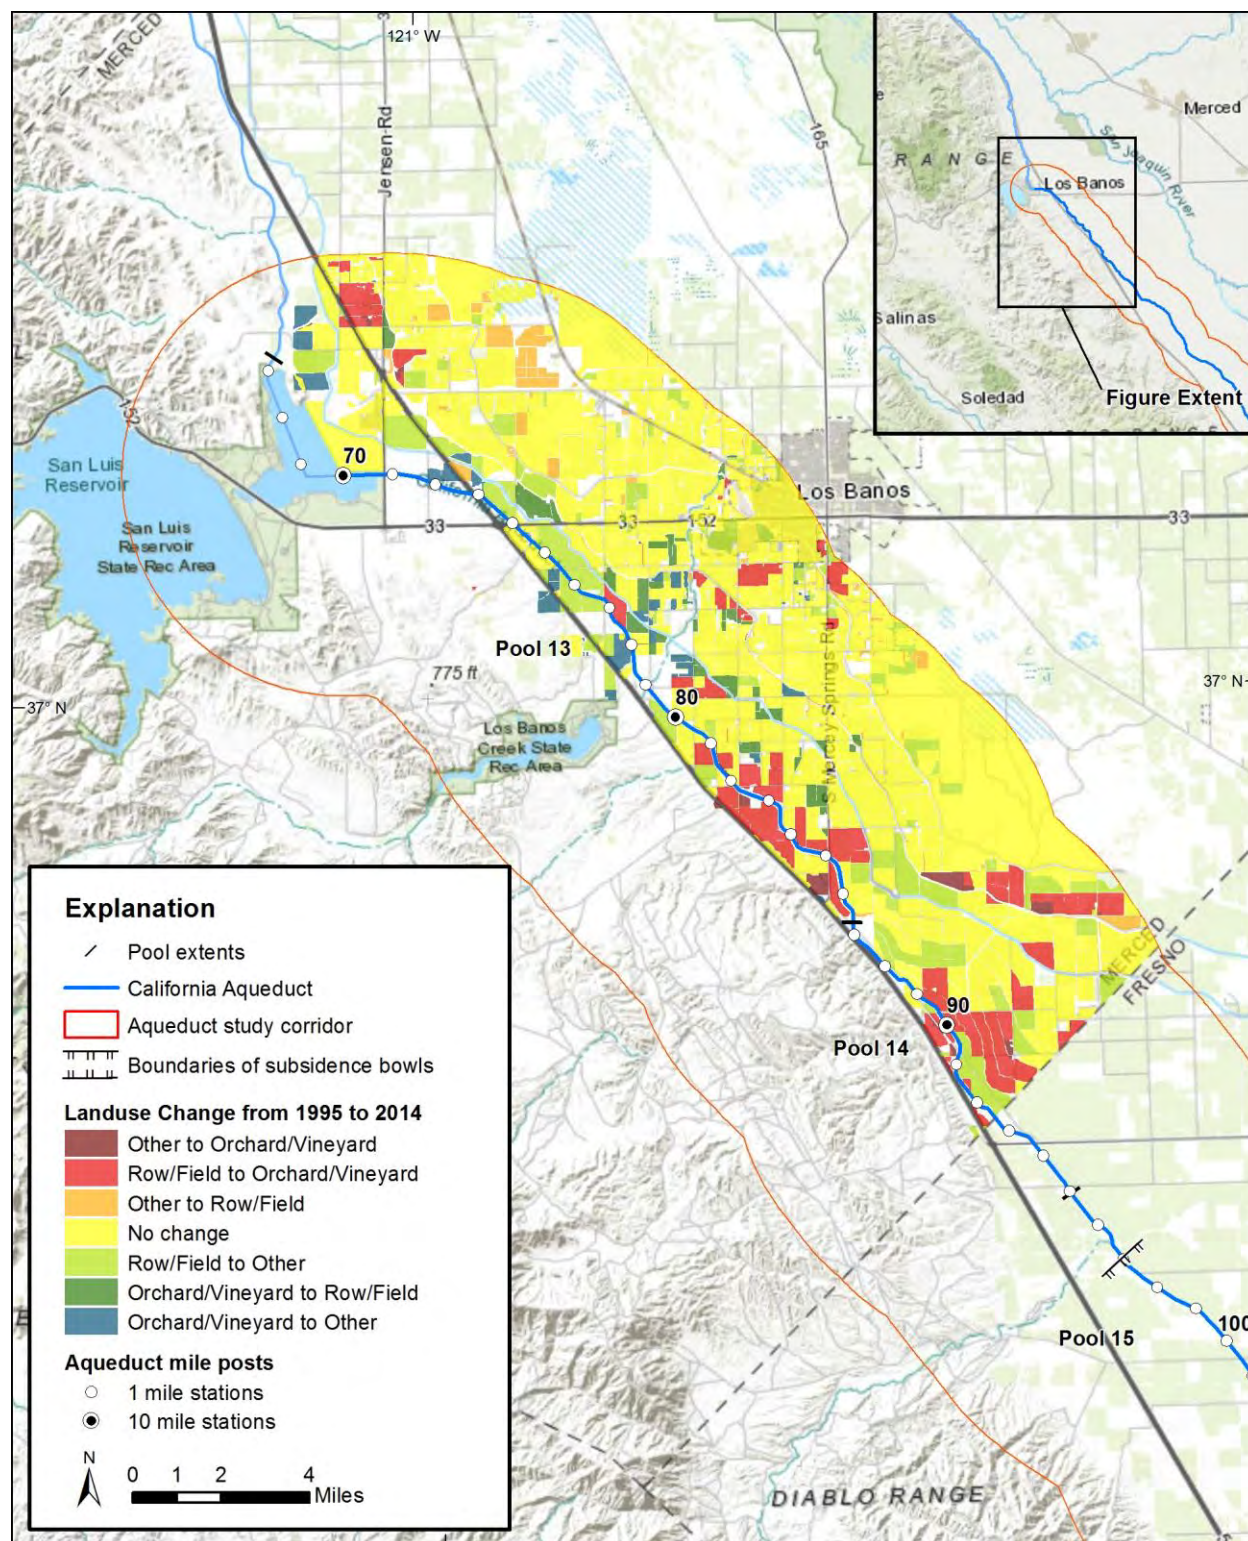 121° W
MERCED
Jensen-Rd
165
RANGE
Merced
San Joaquin River
Los Banos
Salinas
Soledad
Figure Extent
152
70
San Luis
Reservoir
San Luis
Reservoir
State Rec Area
California
33
33
152
Los Banos
33
Pool 13
775 ft
S Mercey Springs Rd
37° N
37° N
80
Los Banos
Creek State
Rec Area
MERCED
FRESNO
90
Pool 14
Explanation
Pool extents
California Aqueduct
Aqueduct study corridor
Boundaries of subsidence bowls
Landuse Change from 1995 to 2014
Other to Orchard/Vineyard
Row/Field to Orchard/Vineyard
Other to Row/Field
No change
Row/Field to Other
Orchard/Vineyard to Row/Field
Orchard/Vineyard to Other
Aqueduct mile posts
1 mile stations
10 mile stations
N
0 1 2 4
Miles
100
Pool 15
DIABLO RANGE
5